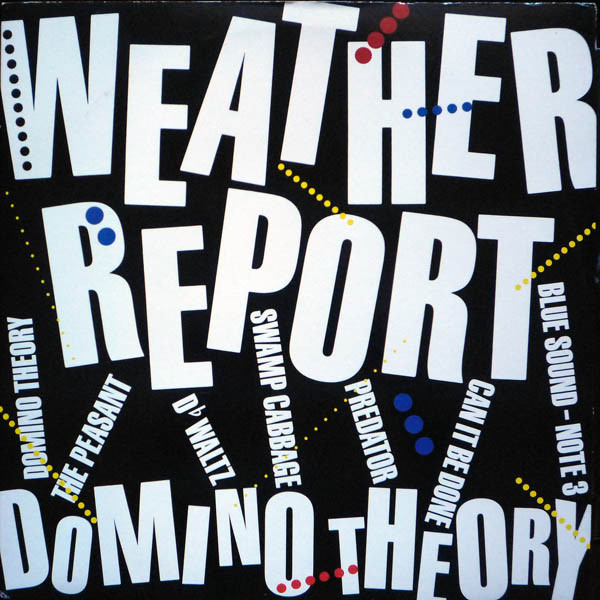 WEATHER
REPORT
DOMINO THEORY
THE PEASANT
D♭ WALTZ
SWAMP CABBAGE
PREDATOR
CAN IT BE DONE
BLUE SOUND - NOTE 3
DOMINO THEORY